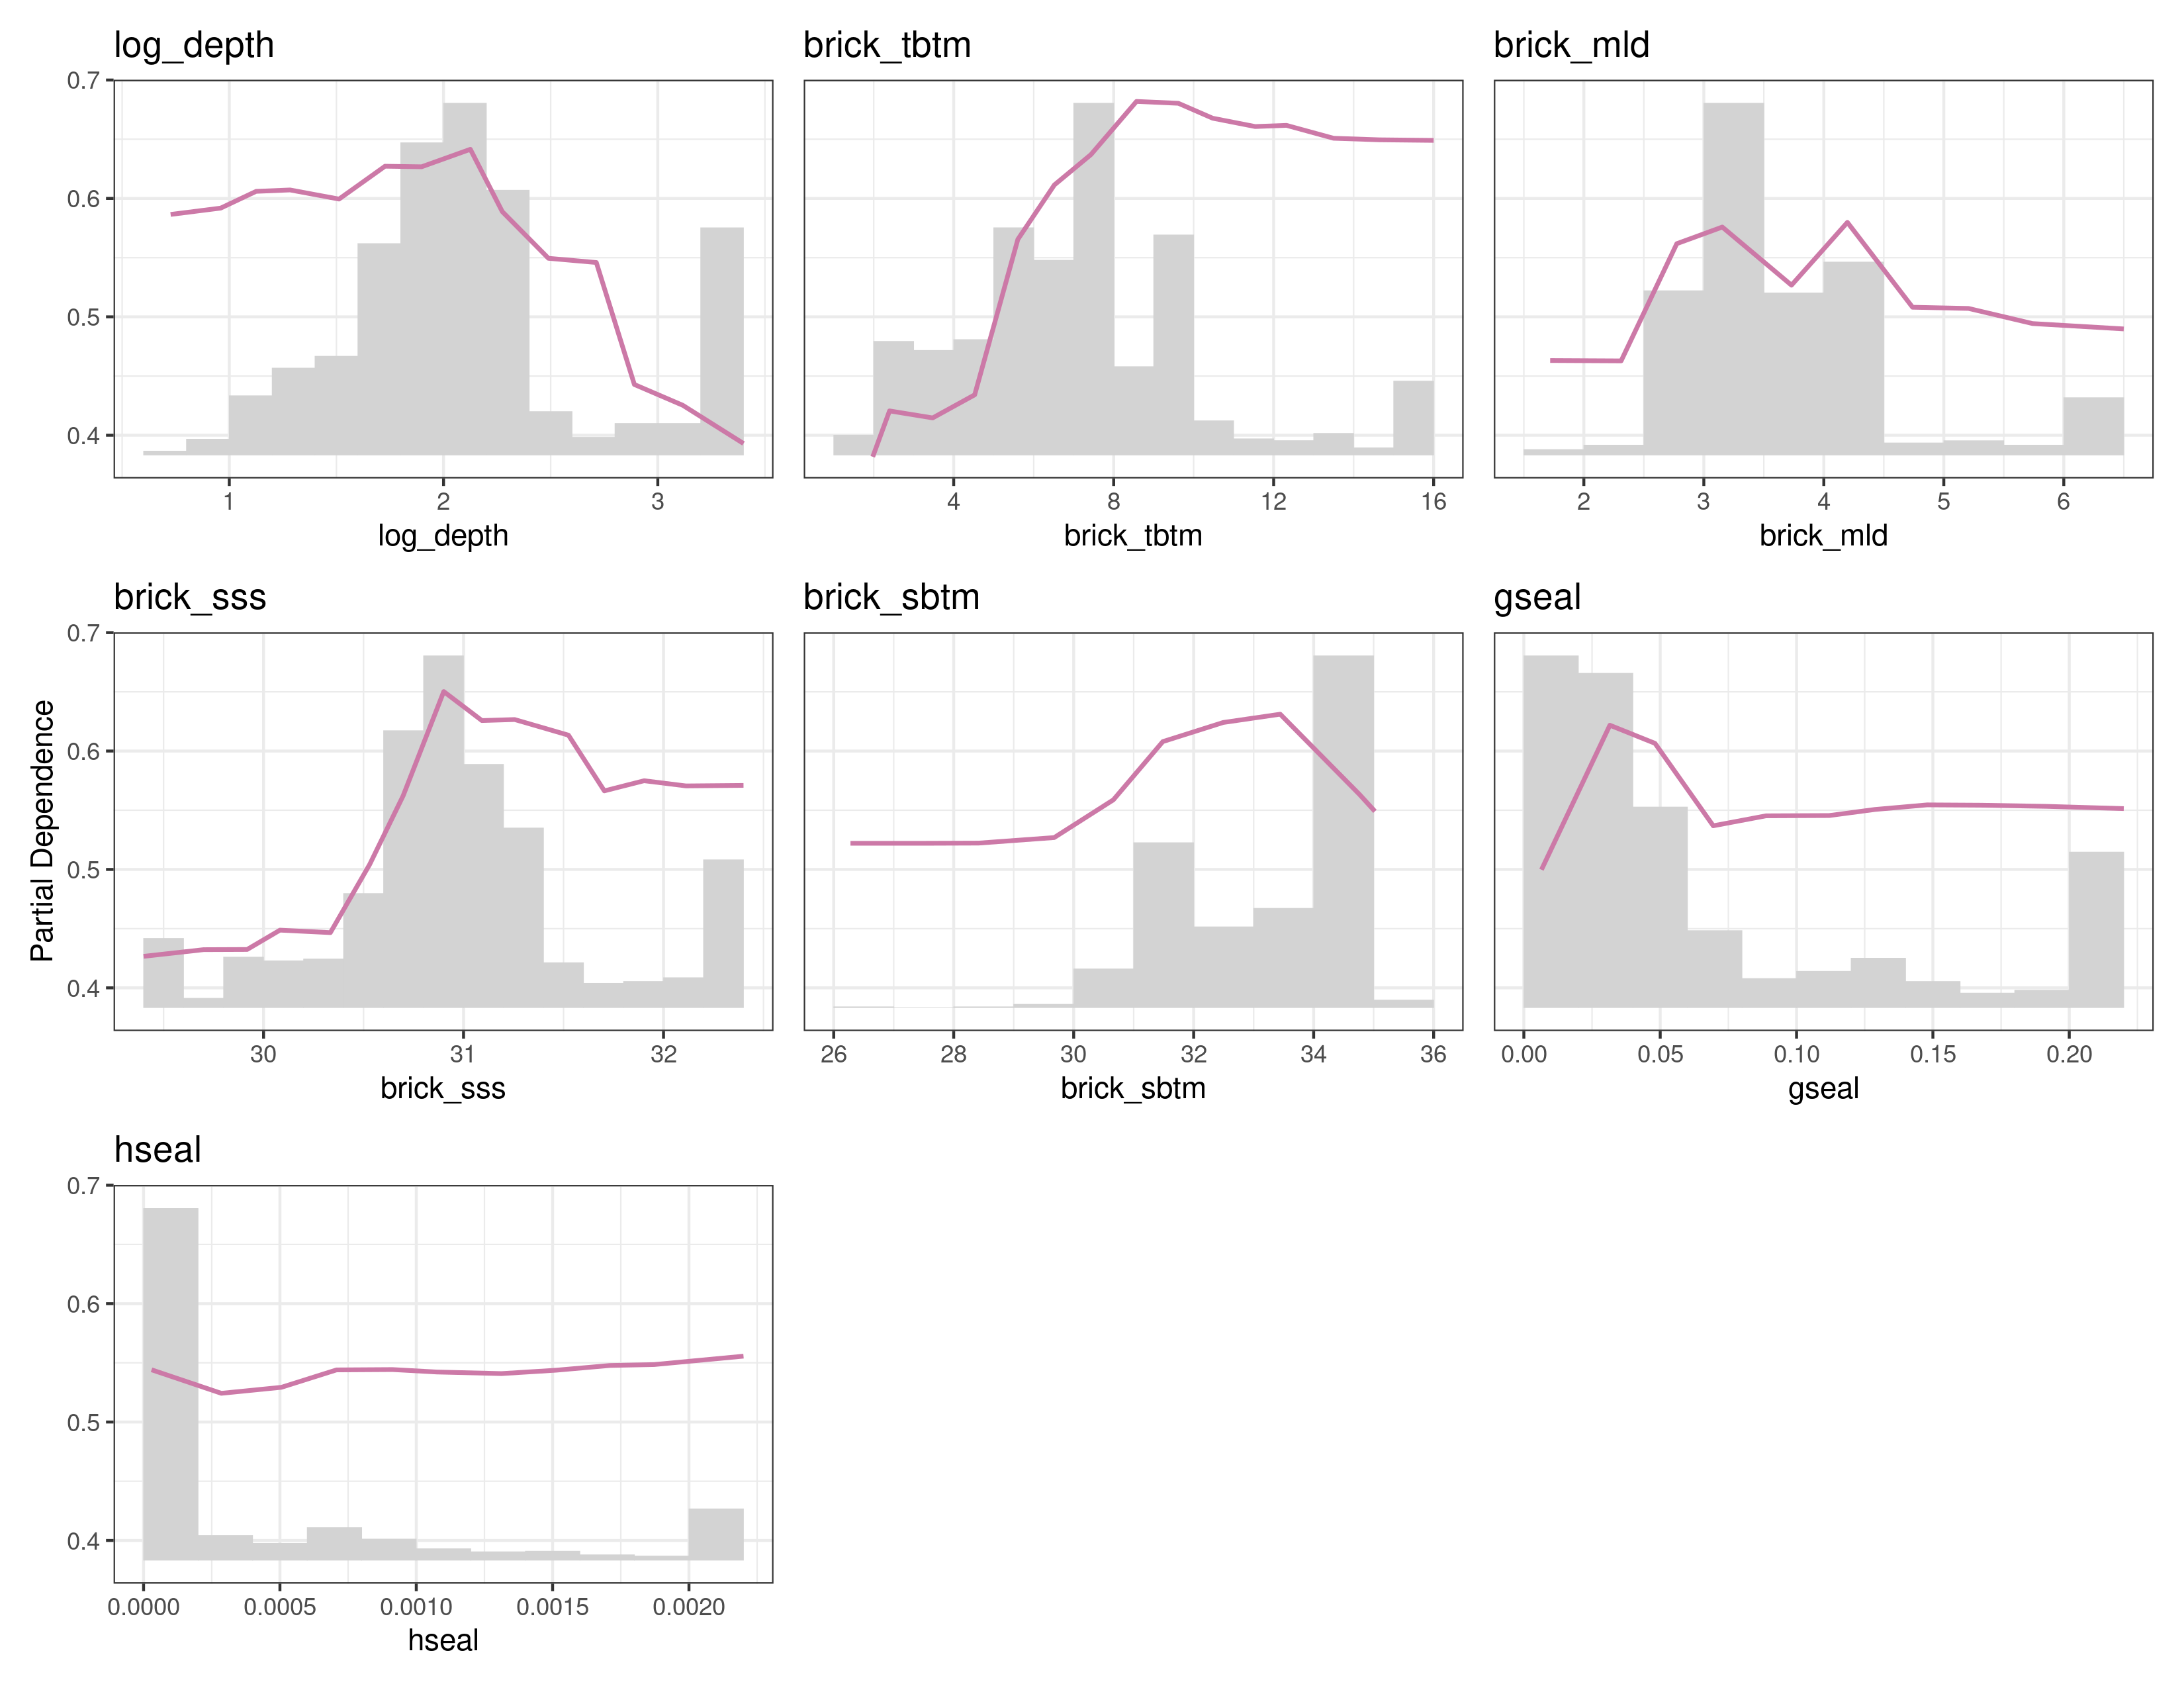 log_depth
brick_tbtm
brick_mld
0.7
0.6
0.5
0.4
1 2 3
4 8 12 16
2 3 4 5 6
log_depth
brick_tbtm
brick_mld
brick_sss
brick_sbtm
gseal
Partial Dependence
0.7
0.6
0.5
0.4
30 31 32
26 28 30 32 34 36
0.00 0.05 0.10 0.15 0.20
brick_sss
brick_sbtm
gseal
hseal
0.7
0.6
0.5
0.4
0.0000 0.0005 0.0010 0.0015 0.0020
hseal